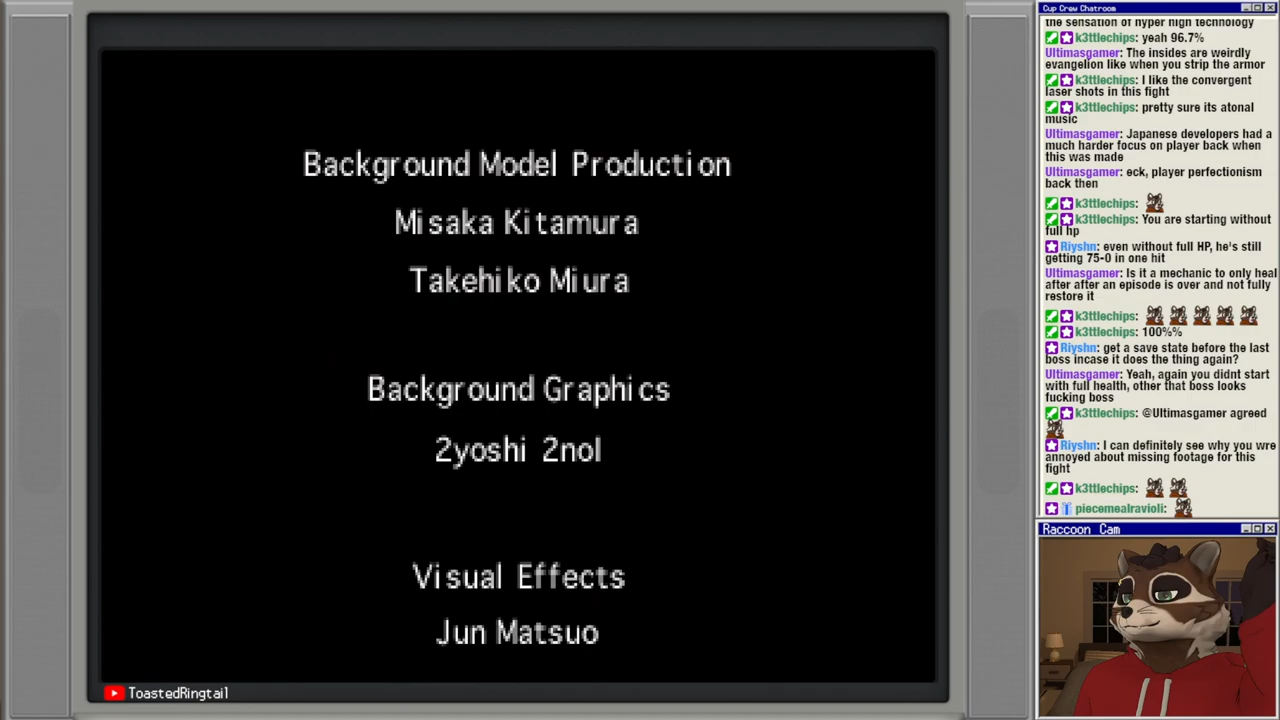 Background Model Production
Misaka Kitamura
Takehiko Miura
Background Graphics
2yoshi 2nol
Visual Effects
Jun Matsuo
ToastedRingtail
Cup Crew Chatroom
the sensation of hyper high technology
k3ttlechips: yeah 96.7%
Ultimasgamer: The insides are weirdly
evangelion like when you strip the armor
k3ttlechips: I like the convergent
laser shots in this fight
k3ttlechips: pretty sure its atonal
music
Ultimasgamer: Japanese developers had a
much harder focus on player back when
this was made
Ultimasgamer: eck, player perfectionism
back then
k3ttlechips:
k3ttlechips: You are starting without
full hp
Riyshn: even without full HP, he's still
getting 75-0 in one hit
Ultimasgamer: Is it a mechanic to only heal
after after an episode is over and not fully
restore it
k3ttlechips:
k3ttlechips: 100%%
Riyshn: get a save state before the last
boss incase it does the thing again?
Ultimasgamer: Yeah, again you didnt start
with full health, other that boss looks
fucking boss
k3ttlechips: @Ultimasgamer agreed
Riyshn: I can definitely see why you wre
annoyed about missing footage for this
fight
k3ttlechips:
piecemealravioli:
Raccoon Cam